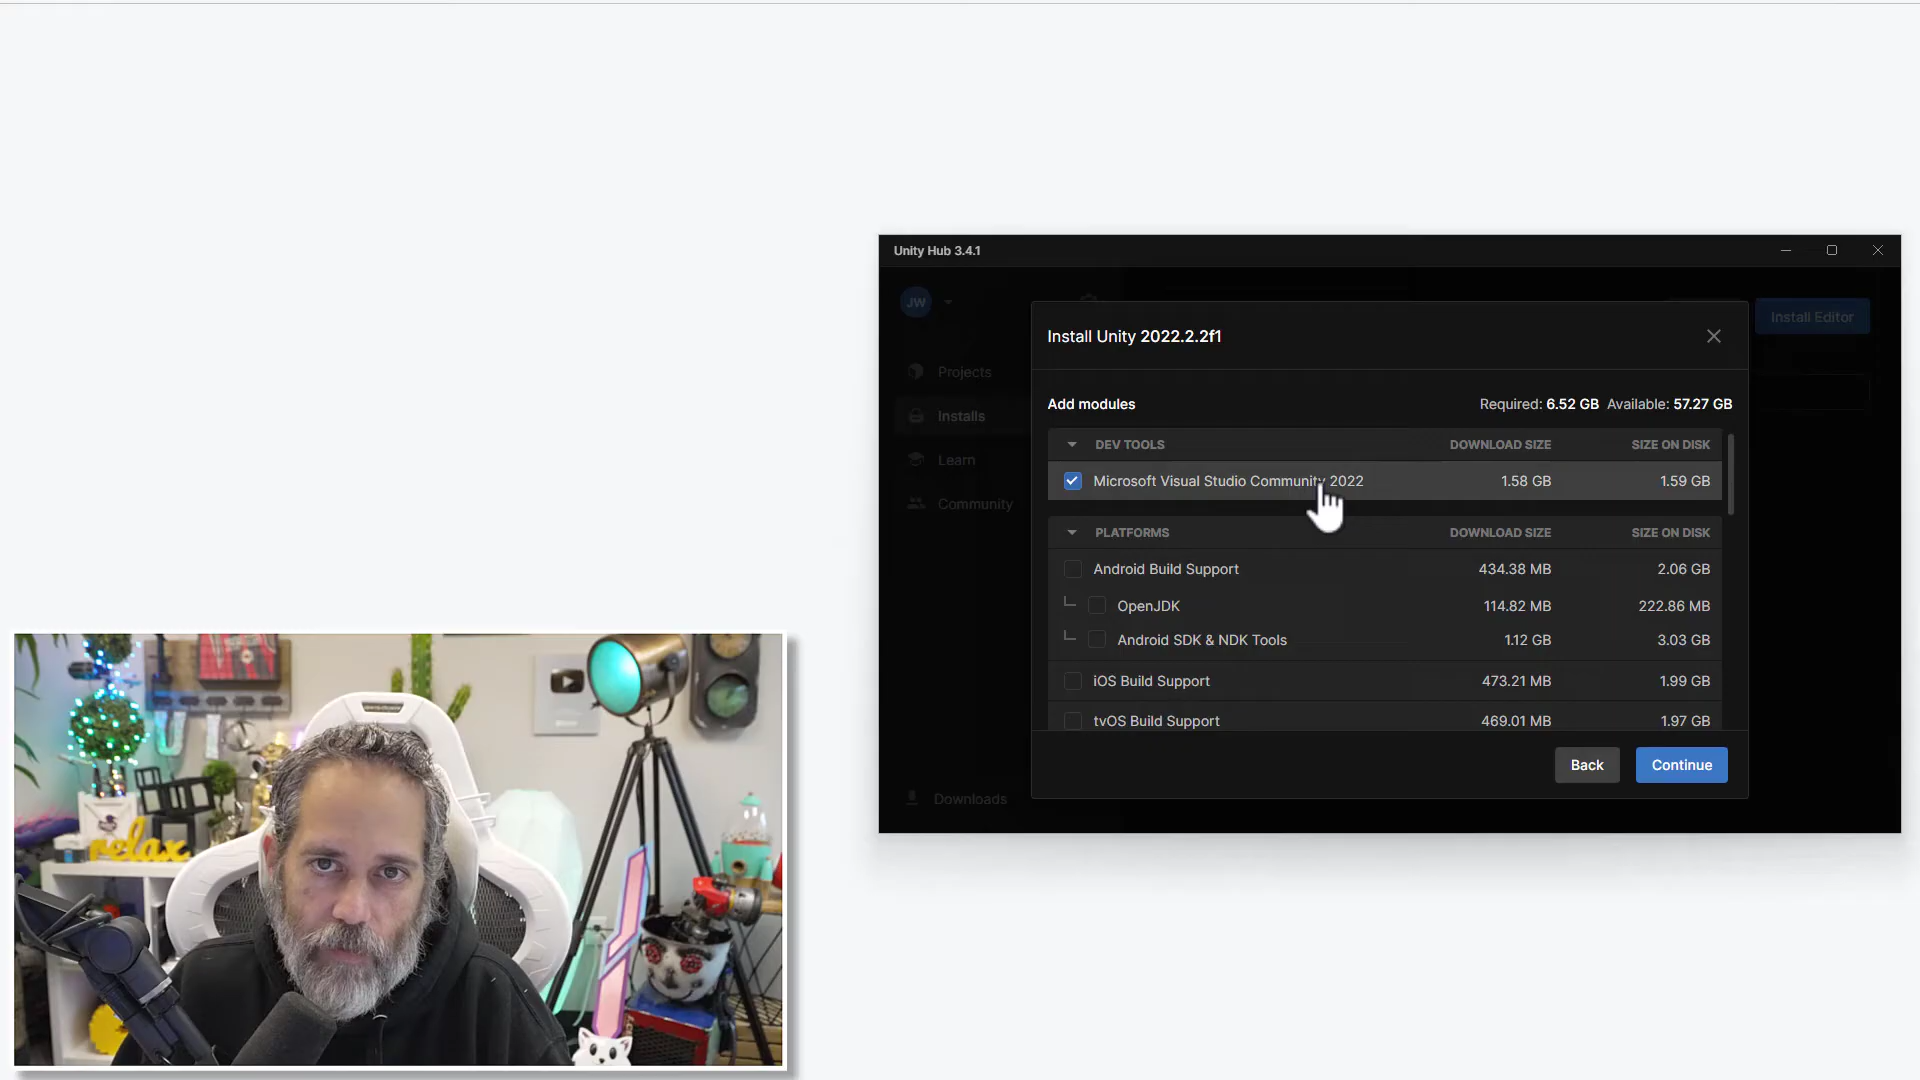 Unity Hub 3.4.1
JW
Install Editor
Projects
Installs
Learn
Community
Downloads
Install Unity 2022.2.2f1
Add modules
Required: 6.52 GB Available: 57.27 GB
DEV TOOLS DOWNLOAD SIZE SIZE ON DISK
Microsoft Visual Studio Community 2022 1.58 GB 1.59 GB
PLATFORMS DOWNLOAD SIZE SIZE ON DISK
Android Build Support 434.38 MB 2.06 GB
OpenJDK 114.82 MB 222.86 MB
Android SDK & NDK Tools 1.12 GB 3.03 GB
iOS Build Support 473.21 MB 1.99 GB
tvOS Build Support 469.01 MB 1.97 GB
Back Continue
relax